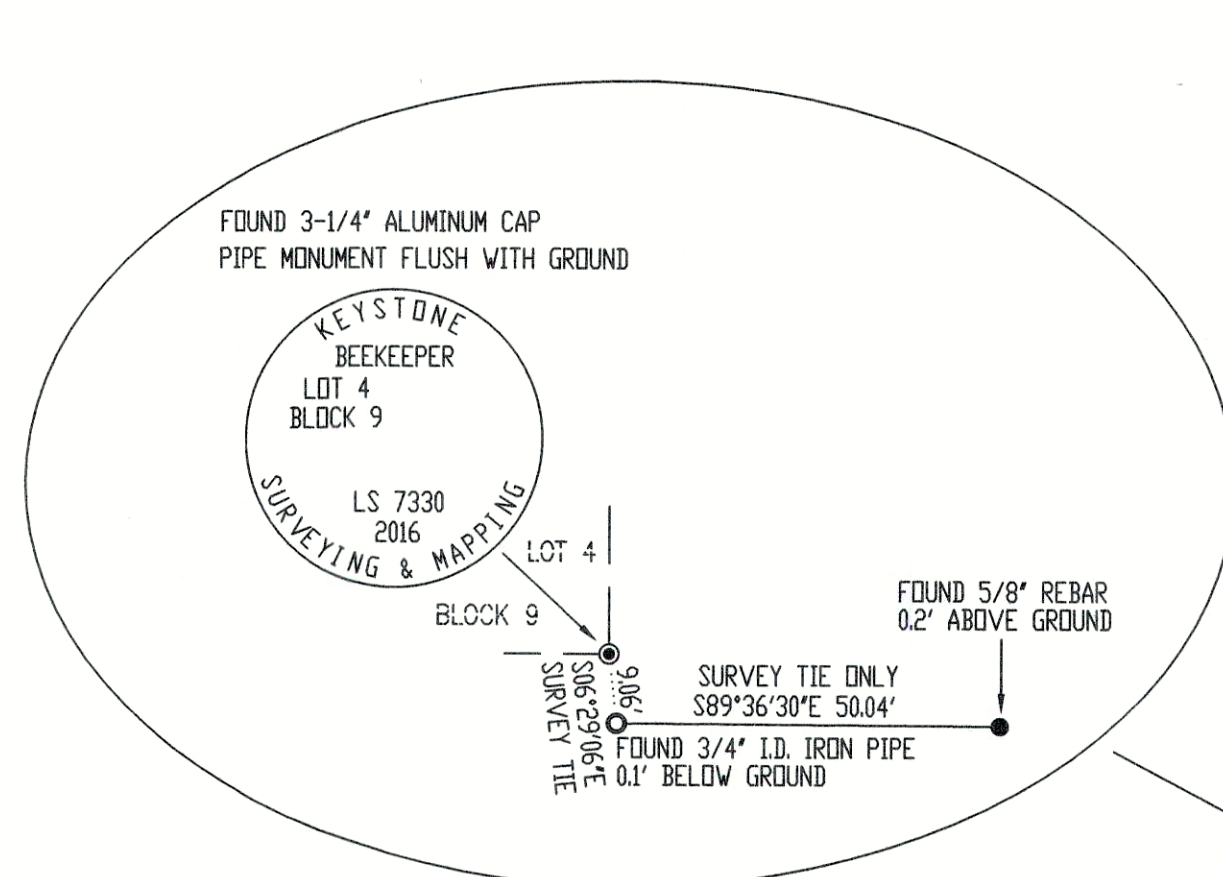 FOUND 3-1/4" ALUMINUM CAP
PIPE MONUMENT FLUSH WITH GROUND
KEYSTONE
BEEKEEPER
LOT 4
BLOCK 9
LS 7330
2016
SURVEYING & MAPPING
LOT 4
BLOCK 9
FOUND 5/8" REBAR
0.2' ABOVE GROUND
9.06'
S06°29'06"E
SURVEY TIE
SURVEY TIE ONLY
S89°36'30"E 50.04'
FOUND 3/4" I.D. IRON PIPE
0.1' BELOW GROUND